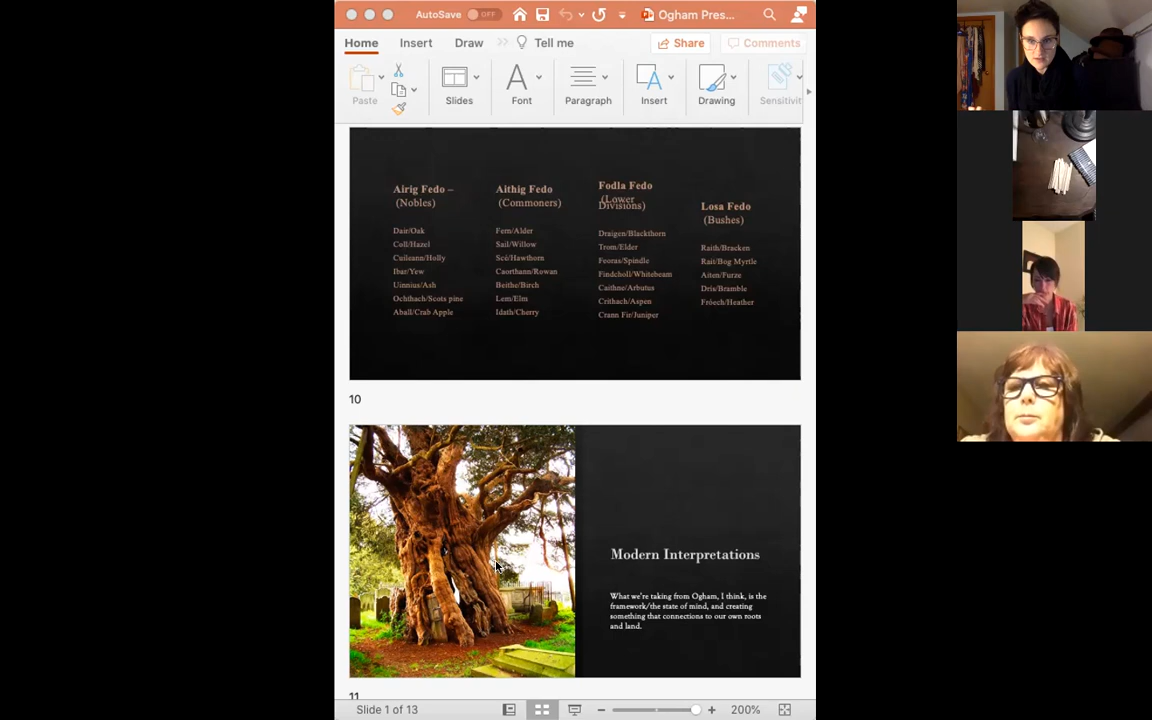 AutoSave OFF
Ogham Pres...
Home Insert Draw Tell me Share Comments
Paste Slides Font Paragraph Insert Drawing Sensitivit
Airig Fedo –
(Nobles)
Dair/Oak
Coll/Hazel
Cuileann/Holly
Ibar/Yew
Uinnius/Ash
Ochthach/Scots pine
Aball/Crab Apple
Aithig Fedo
(Commoners)
Fern/Alder
Sail/Willow
Scé/Hawthorn
Caorthann/Rowan
Beithe/Birch
Lem/Elm
Idath/Cherry
Fodla Fedo
(Lower
Divisions)
Draigen/Blackthorn
Trom/Elder
Feoras/Spindle
Findcholl/Whitebeam
Caithne/Arbutus
Crithach/Aspen
Crann Fir/Juniper
Losa Fedo
(Bushes)
Raith/Bracken
Rait/Bog Myrtle
Aiten/Furze
Dris/Bramble
Fróech/Heather
10
Modern Interpretations
What we're taking from Ogham, I think, is the
framework/the state of mind, and creating
something that connections to our own roots
and land.
11
Slide 1 of 13
200%